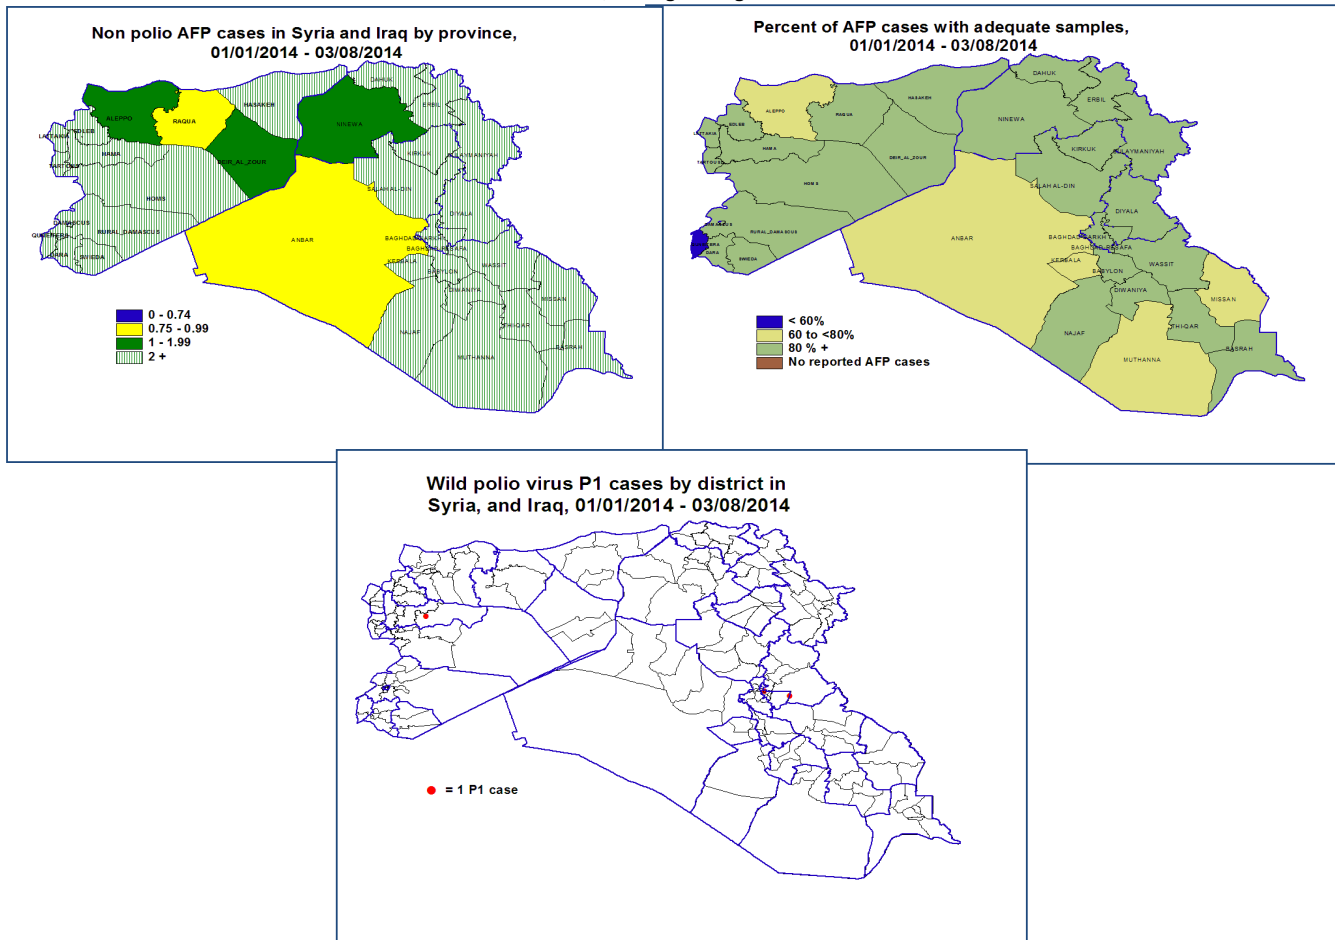 Non polio AFP cases in Syria and Iraq by province,
01/01/2014 - 03/08/2014
DAHUK
HASAKEH
ERBIL
ALEPPO
RAQUA
NINEWA
EDLEB
LATTAKIA
HAMA
KIRKUK
SULAYMANIYAH
TARTOUS
DEIR_AL_ZOUR
SALAH AL-DIN
HOMS
DIYALA
DAMASCUS
RURAL_DAMASCUS
ANBAR
DARA
SWIEDA
KERBALA
WASSIT
BABYLON
DIWANIYA
MISSAN
NAJAF
THI-QAR
BASRAH
MUTHANNA
0 - 0.74
0.75 - 0.99
1 - 1.99
2 +
Percent of AFP cases with adequate samples,
01/01/2014 - 03/08/2014
DAHUK
HASAKEH
ERBIL
ALEPPO
RAQUA
NINEWA
EDLEB
LATTAKIA
HAMA
KIRKUK
SULAYMANIYAH
TARTOUS
DEIR_AL_ZOUR
HOMS
SALAH AL-DIN
DIYALA
RURAL_DAMASCUS
ANBAR
DARA
SWIEDA
KERBALA
WASSIT
BABYLON
DIWANIYA
MISSAN
NAJAF
THI-QAR
BASRAH
MUTHANNA
< 60%
60 to <80%
80 % +
No reported AFP cases
Wild polio virus P1 cases by district in
Syria, and Iraq, 01/01/2014 - 03/08/2014
= 1 P1 case